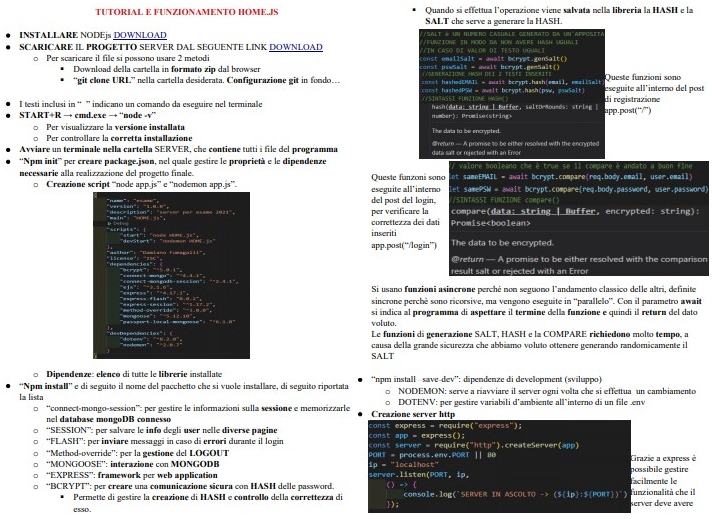 TUTORIAL E FUNZIONAMENTO HOME.JS
INSTALLARE NODEjs DOWNLOAD
SCARICARE IL PROGETTO SERVER DAL SEGUENTE LINK DOWNLOAD
Per scaricare il file si possono usare 2 metodi
Download della cartella in formato zip dal browser
"git clone URL" nella cartella desiderata. Configurazione git in fondo…
I testi inclusi in "  " indicano un comando da eseguire nel terminale
START+R → cmd.exe → "node -v"
Per visualizzare la versione installata
Per controllare la corretta installazione
Avviare un terminale nella cartella SERVER, che contiene tutti i file del programma
"Npm init" per creare package.json, nel quale gestire le proprietà e le dipendenze
necessarie alla realizzazione del progetto finale.
Creazione script "node app.js" e "nodemon app.js".
"name": "esame",
"version": "1.0.0",
"description": "server per esame 2021",
"main": "HOME.js",
Debug
"scripts": {
"start": "node HOME.js",
"devStart": "nodemon HOME.js"
},
"author": "Damiano Fumagalli",
"license": "ISC",
"dependencies": {
"bcrypt": "^5.0.1",
"connect-mongo": "^4.4.1",
"connect-mongodb-session": "^2.4.1",
"ejs": "^3.1.6",
"express": "^4.17.1",
"express-flash": "0.0.2",
"express-session": "^1.17.2",
"method-override": "^3.0.0",
"mongoose": "^5.12.10",
"passport-local-mongoose": "^6.1.0"
},
"devDependencies": {
"dotenv": "^8.2.0",
"nodemon": "^2.0.7"
}
Dipendenze: elenco di tutte le librerie installate
"Npm install" e di seguito il nome del pacchetto che si vuole installare, di seguito riportata
la lista
"connect-mongo-session": per gestire le informazioni sulla sessione e memorizzarle
nel database mongoDB connesso
"SESSION": per salvare le info degli user nelle diverse pagine
"FLASH": per inviare messaggi in caso di errori durante il login
"Method-override": per la gestione del LOGOUT
"MONGOOSE": interazione con MONGODB
"EXPRESS": framework per web application
"BCRYPT": per creare una comunicazione sicura con HASH delle password.
Permette di gestire la creazione di HASH e controllo della correttezza di
esso.
Quando si effettua l'operazione viene salvata nella libreria la HASH e la
SALT che serve a generare la HASH.
//SALT è UN NUMERO CASUALE GENERATO DA UN'APPOSITA
//FUNZIONE IN MODO DA NON AVERE HASH UGUALI
//IN CASO DI VALORI DI TESTO UGUALI
const emailSalt = await bcrypt.genSalt()
const pswSalt = await bcrypt.genSalt()
//GENERAZIONE HASH DEI 2 TESTI INSERITI
const hashedEMAIL = await bcrypt.hash(email, emailSalt)
const hashedPSW = await bcrypt.hash(psw, pswSalt)
//SINTASSI FUNZIONE HASH()
hash(data: string | Buffer, saltOrRounds: string |
number): Promise<string>
The data to be encrypted.
@return — A promise to be either resolved with the encrypted
data salt or rejected with an Error
Queste funzioni sono
eseguite all'interno del post
di registrazione
app.post("/")
Queste funzioni sono
eseguite all'interno
del post del login,
per verificare la
correttezza dei dati
inseriti
app.post("/login")
// valore booleano che è true se il compare è andato a buon fine
let sameEMAIL = await bcrypt.compare(req.body.email, user.email)
let samePSW = await bcrypt.compare(req.body.password, user.password)
//SINTASSI FUNZIONE compare()
compare(data: string | Buffer, encrypted: string):
Promise<boolean>
The data to be encrypted.
@return — A promise to be either resolved with the comparison
result salt or rejected with an Error
Si usano funzioni asincrone perché non seguono l'andamento classico delle altri, definite
sincrone perché sono ricorsive, ma vengono eseguite in "parallelo". Con il parametro await
si indica al programma di aspettare il termine della funzione e quindi il return del dato
voluto.
Le funzioni di generazione SALT, HASH e la COMPARE richiedono molto tempo, a
causa della grande sicurezza che abbiamo voluto ottenere generando randomicamente il
SALT
"npm install  save-dev": dipendenze di development (sviluppo)
NODEMON: serve a riavviare il server ogni volta che si effettua  un cambiamento
DOTENV: per gestire variabili d'ambiente all'interno di un file .env
Creazione server http
const express = require("express");
const app = express();
const server = require("http").createServer(app)
PORT = process.env.PORT || 80
ip = "localhost"
server.listen(PORT, ip,
() => {
console.log(`SERVER IN ASCOLTO -> (${ip}:${PORT})`)
});
Grazie a express è
possibile gestire
facilmente le
funzionalità che il
server deve avere